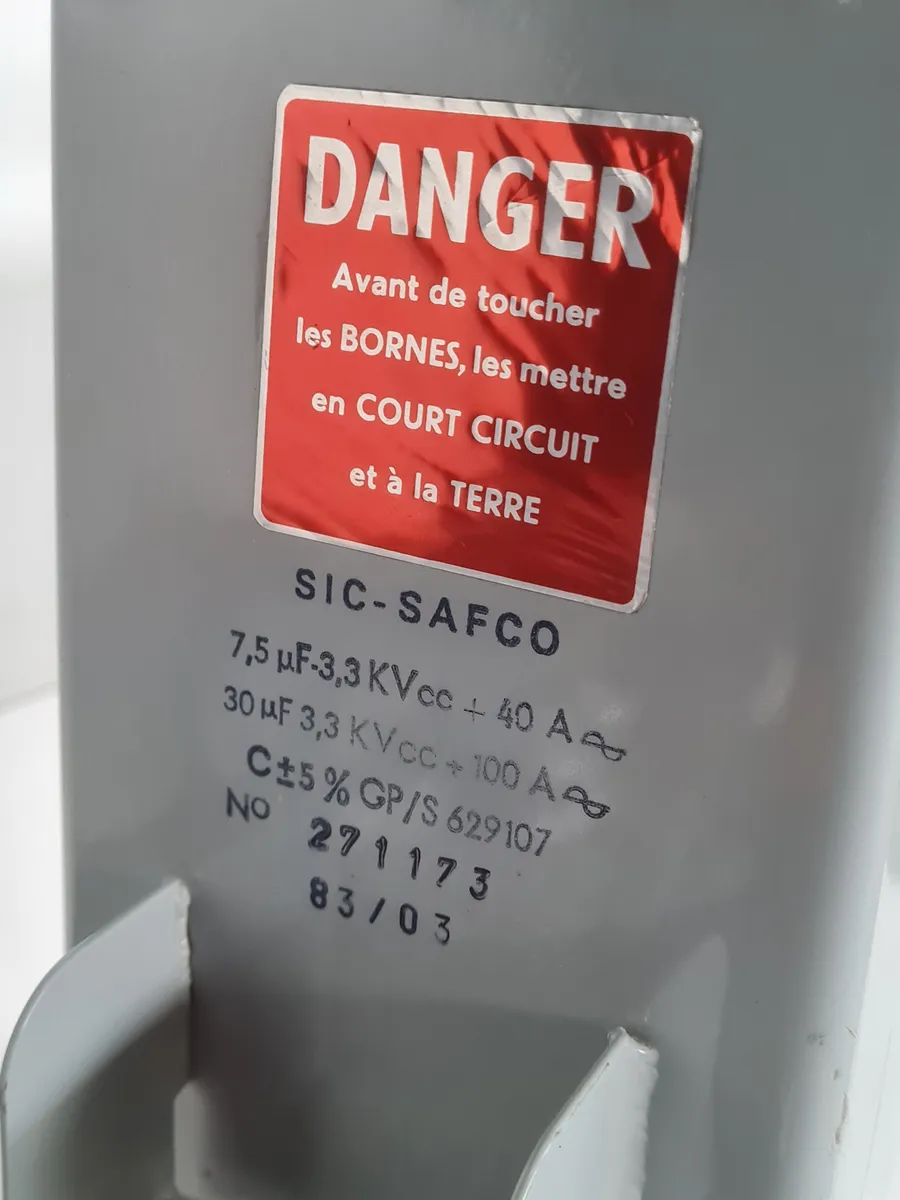 DANGER
Avant de toucher
les BORNES, les mettre
en COURT CIRCUIT
et à la TERRE
SIC-SAFCO
7,5 µF-3,3 KVcc + 40 A
30 µF 3,3 KVcc + 100 A
C±5 % GP/S 629107
No 271173
83/03